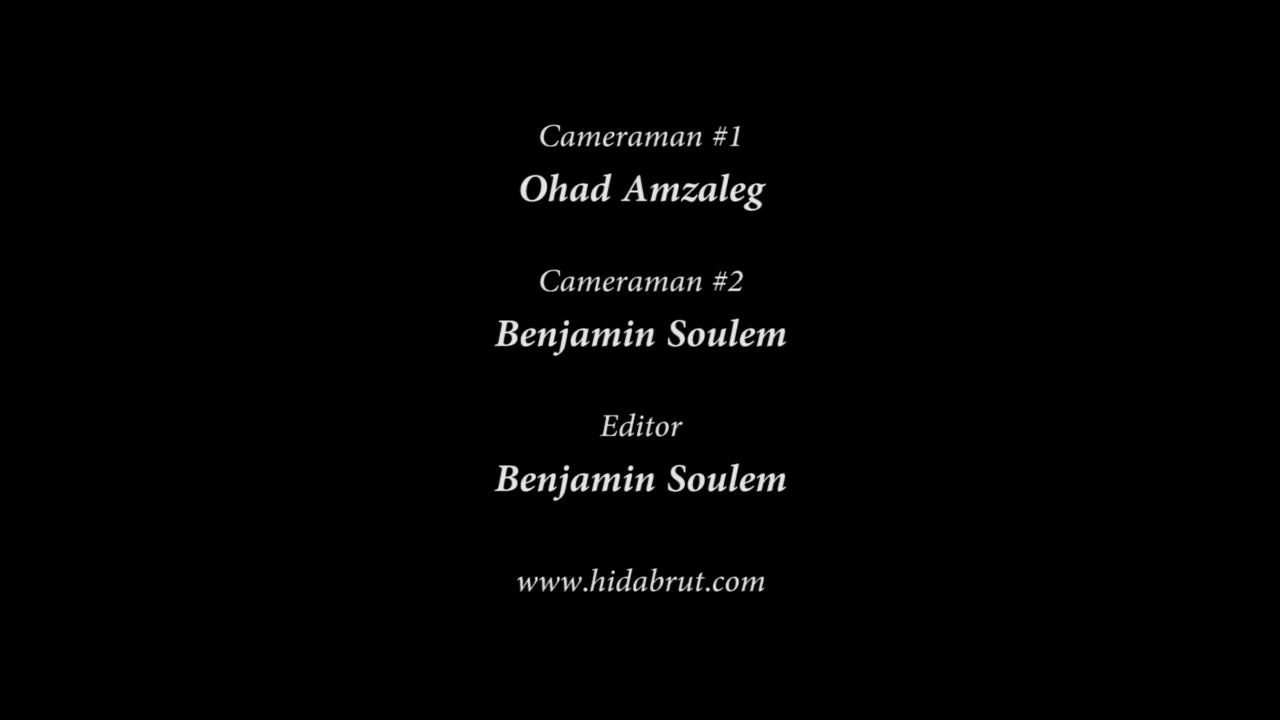 Cameraman #1
Ohad Amzaleg
Cameraman #2
Benjamin Soulem
Editor
Benjamin Soulem
www.hidabrut.com